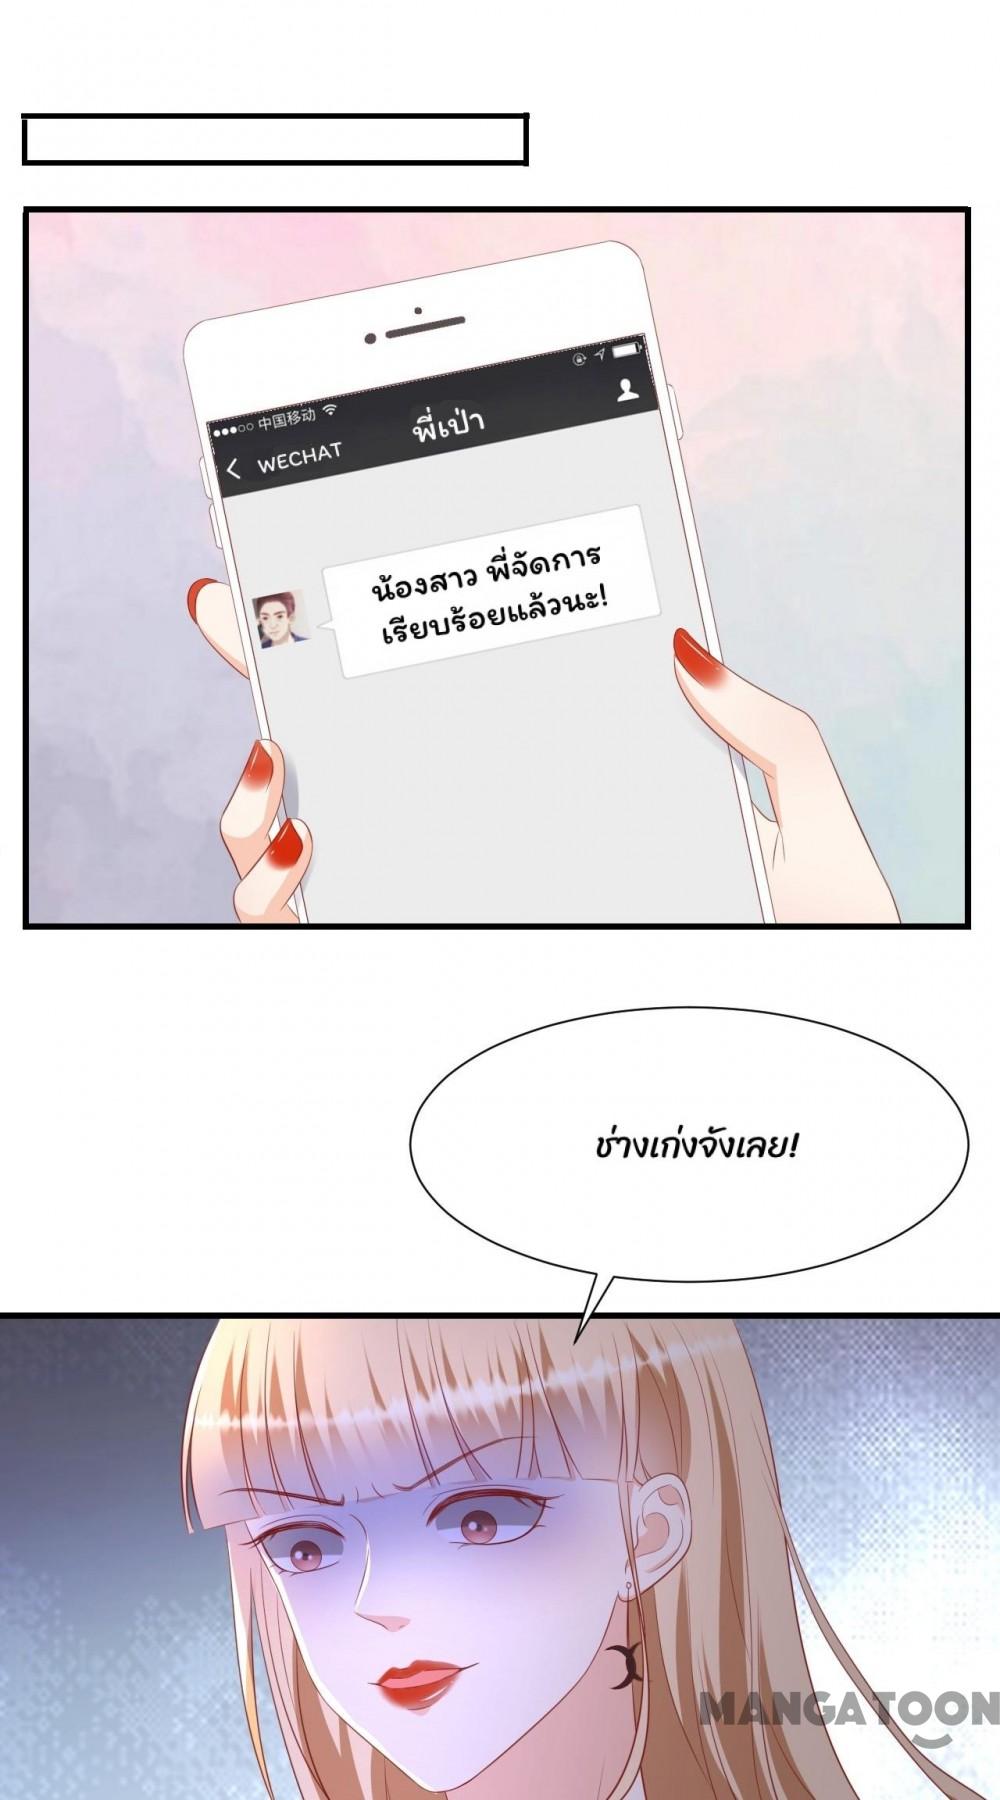 中国移动
WECHAT
พี่เป่า
น้องสาว พี่จัดการ
เรียบร้อยแล้วนะ!
ช่างเก่งจังเลย!
MANGATOON